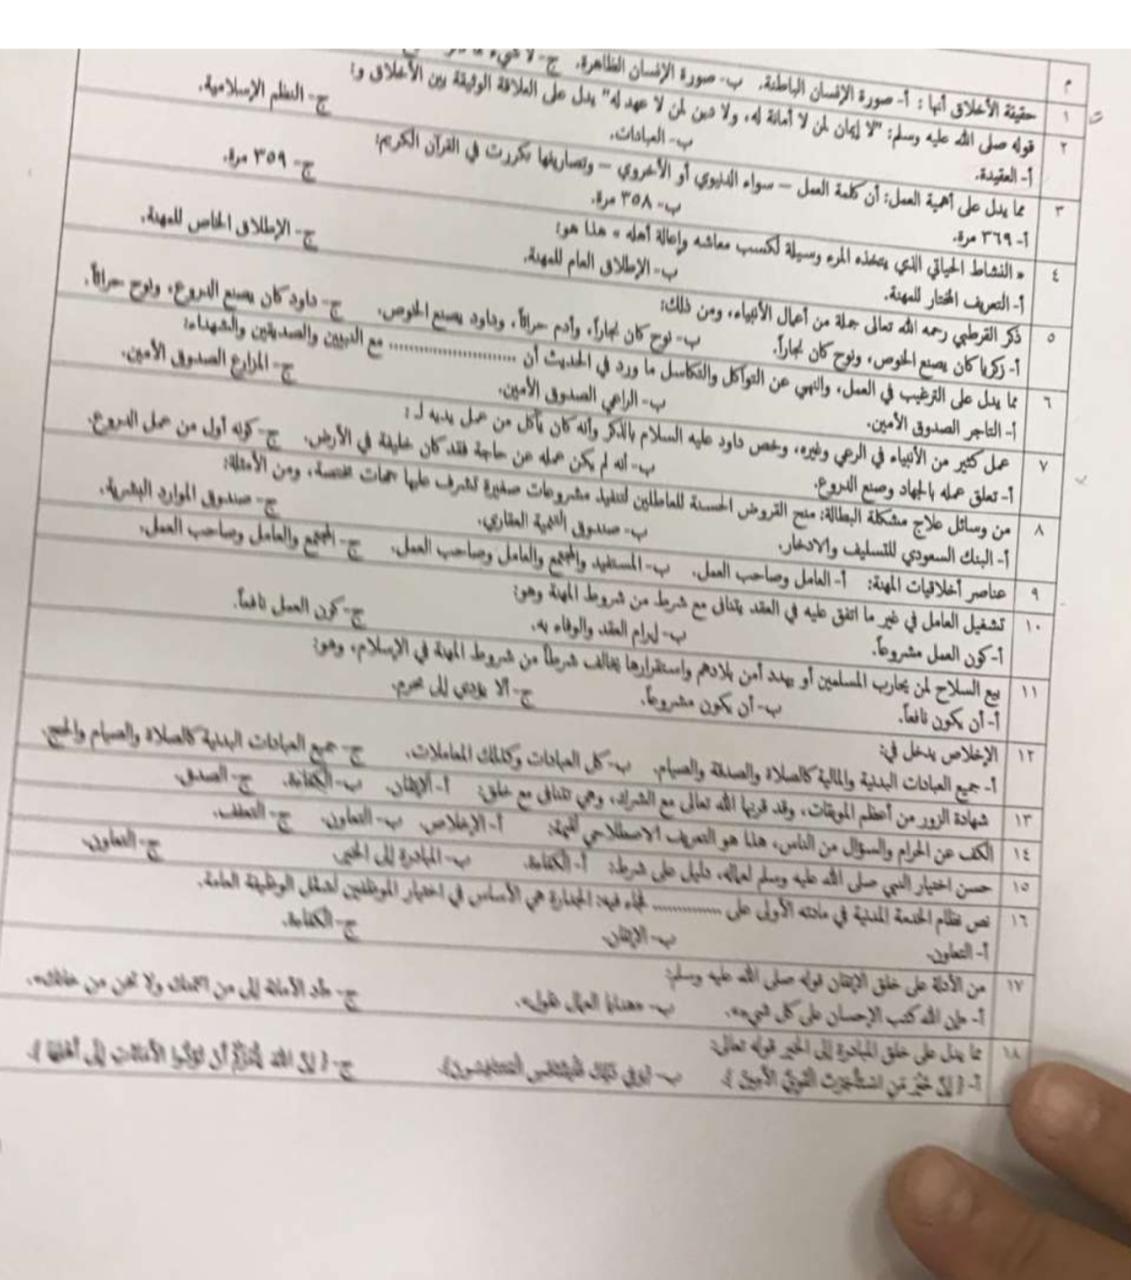 م
١ حقيقة الأخلاق أنها : أ- صورة الإنسان الباطنة. ب- صورة الإنسان الظاهرة. ج- لا شيء
٢ قوله صلى الله عليه وسلم: "لا إيمان لمن لا أمانة له، ولا دين لمن لا عهد له" يدل على العلاقة الوثيقة بين الأخلاق و:
أ- العقيدة. ب- العبادات. ج- النظم الإسلامية.
٣ مما يدل على أهمية العمل: أن كلمة العمل – سواء الدنيوي أو الأخروي – وتصاريفها تكررت في القرآن الكريم:
أ- ٣٦٩ مرة. ب- ٣٥٨ مرة. ج- ٣٥٩ مرة.
٤ « النشاط الحياتي الذي يتخذه المرء وسيلة لكسب معاشه وإعالة أهله » هذا هو:
أ- التعريف المختار للمهنة. ب- الإطلاق العام للمهنة. ج- الإطلاق الخاص للمهنة.
٥ ذكر القرطبي رحمه الله تعالى جملة من أعمال الأنبياء، ومن ذلك:
أ- زكريا كان يصنع الخوص، ونوح كان نجاراً. ب- نوح كان نجاراً، وآدم حراثاً، وداود يصنع الخوص. ج- داود كان يصنع الدروع، ونوح حراثاً.
٦ مما يدل على الترغيب في العمل، والنهي عن التواكل والتكاسل ما ورد في الحديث أن ........................ مع النبيين والصديقين والشهداء:
أ- التاجر الصدوق الأمين. ب- الراعي الصدوق الأمين. ج- المزارع الصدوق الأمين.
٧ عمل كثير من الأنبياء في الرعي وغيره، وخص داود عليه السلام بالذكر وأنه كان يأكل من عمل يديه لـ :
أ- تعلق عمله بالجهاد وصنع الدروع. ب- أنه لم يكن عمله عن حاجة فقد كان خليفة في الأرض. ج- كونه أول من عمل الدروع.
٨ من وسائل علاج مشكلة البطالة: منح القروض الحسنة للعاطلين لتنفيذ مشروعات صغيرة تشرف عليها جهات مختصة، ومن الأمثلة:
أ- البنك السعودي للتسليف والادخار. ب- صندوق التنمية العقاري. ج- صندوق الموارد البشرية.
٩ عناصر أخلاقيات المهنة: أ- العامل وصاحب العمل. ب- المستفيد والمجتمع والعامل وصاحب العمل. ج- المجتمع والعامل وصاحب العمل.
١٠ تشغيل العامل في غير ما اتفق عليه في العقد يتنافى مع شرط من شروط المهنة وهو:
أ- كون العمل مشروعاً. ب- إبرام العقد والوفاء به. ج- كون العمل نافعاً.
١١ بيع السلاح لمن يحارب المسلمين أو يهدد أمن بلادهم واستقرارها يخالف شرطاً من شروط المهنة في الإسلام، وهو:
أ- أن يكون نافعاً. ب- أن يكون مشروعاً. ج- ألا يؤدي إلى محرم.
١٢ الإخلاص يدخل في:
أ- جميع العبادات البدنية والمالية كالصلاة والصدقة والصيام. ب- كل العبادات وكذلك المعاملات. ج- جميع العبادات البدنية كالصلاة والصيام والحج.
١٣ شهادة الزور من أعظم الموبقات، وقد قرنها الله تعالى مع الشرك، وهي تتنافى مع خلق: أ- الإتقان. ب- الكفاءة. ج- الصدق.
١٤ الكف عن الحرام والسؤال من الناس، هذا هو التعريف الاصطلاحي لقيمة: أ- الإخلاص ب- التعاون. ج- التعفف.
١٥ حسن اختيار النبي صلى الله عليه وسلم لعماله، دليل على شرط: أ- الكفاءة. ب- المبادرة إلى الخير. ج- التعاون.
١٦ نص نظام الخدمة المدنية في مادته الأولى على .............. فجاء فيه: الجدارة هي الأساس في اختيار الموظفين لشغل الوظيفة العامة.
أ- التعاون. ب- الإتقان. ج- الكفاءة.
١٧ من الأدلة على خلق الإتقان قوله صلى الله عليه وسلم:
أ- «إن الله كتب الإحسان على كل شيء». ب- «هدايا العمال غلول». ج- «أد الأمانة إلى من ائتمنك ولا تخن من خانك».
١٨ مما يدل على خلق المبادرة إلى الخير قوله تعالى:
أ- { إِنَّ خَيْرَ مَنِ اسْتَأْجَرْتَ الْقَوِيُّ الْأَمِينُ }. ب- {وَفِي ذَلِكَ فَلْيَتَنَافَسِ الْمُتَنَافِسُونَ}. ج- { إِنَّ اللَّهَ يَأْمُرُكُمْ أَنْ تُؤَدُّوا الْأَمَانَاتِ إِلَى أَهْلِهَا }.